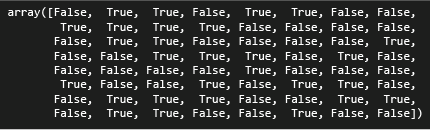 array([False, True, True, False, True, True, False, False,
True, True, True, True, False, False, False, False,
False, True, True, False, False, False, False, True,
False, False, True, True, True, False, True, False,
False, False, False, False, True, False, True, False,
True, False, False, True, False, True, True, False,
False, True, True, True, False, False, True, True,
False, True, True, False, False, True, False, False])